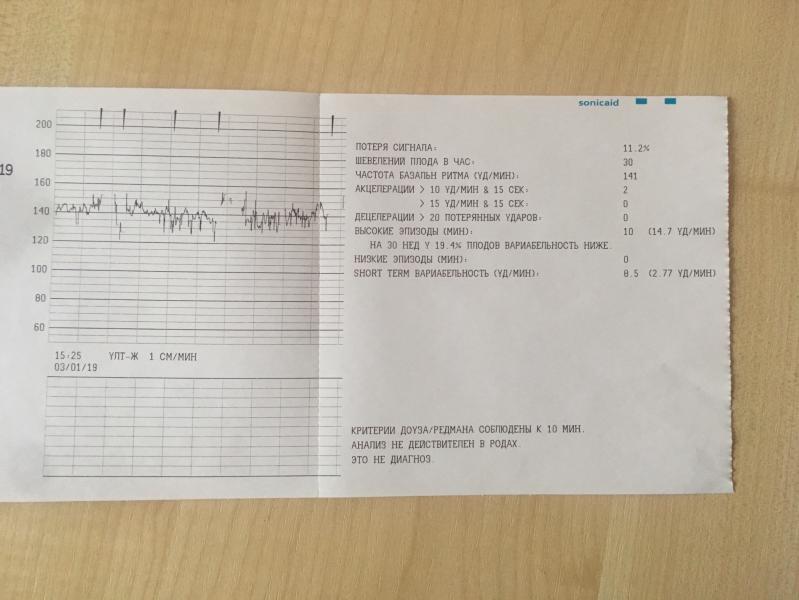 sonicaid
19
200
180
160
140
120
100
80
60
15:25 УЛТ-Ж 1 СМ/МИН
03/01/19
ПОТЕРЯ СИГНАЛА: 11.2%
ШЕВЕЛЕНИЙ ПЛОДА В ЧАС: 30
ЧАСТОТА БАЗАЛЬН РИТМА (УД/МИН): 141
АКЦЕЛЕРАЦИИ > 10 УД/МИН & 15 СЕК: 2
> 15 УД/МИН & 15 СЕК: 0
ДЕЦЕЛЕРАЦИИ > 20 ПОТЕРЯННЫХ УДАРОВ: 0
ВЫСОКИЕ ЭПИЗОДЫ (МИН): 10 (14.7 УД/МИН)
НА 30 НЕД У 19.4% ПЛОДОВ ВАРИАБЕЛЬНОСТЬ НИЖЕ.
НИЗКИЕ ЭПИЗОДЫ (МИН): 0
SHORT TERM ВАРИАБЕЛЬНОСТЬ (УД/МИН): 8.5 (2.77 УД/МИН)
КРИТЕРИИ ДОУЗА/РЕДМАНА СОБЛЮДЕНЫ К 10 МИН.
АНАЛИЗ НЕ ДЕЙСТВИТЕЛЕН В РОДАХ.
ЭТО НЕ ДИАГНОЗ.